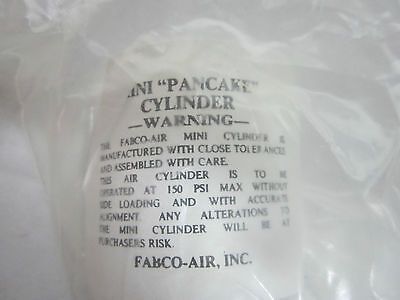 MINI "PANCAKE"
CYLINDER
—WARNING—
THE FABCO-AIR MINI CYLINDER IS
MANUFACTURED WITH CLOSE TOLERANCES
AND ASSEMBLED WITH CARE.
THIS AIR CYLINDER IS TO BE
OPERATED AT 150 PSI MAX WITHOUT
SIDE LOADING AND WITH ACCURATE
ALIGNMENT. ANY ALTERATIONS TO
THE MINI CYLINDER WILL BE AT
PURCHASERS RISK.
FABCO-AIR, INC.